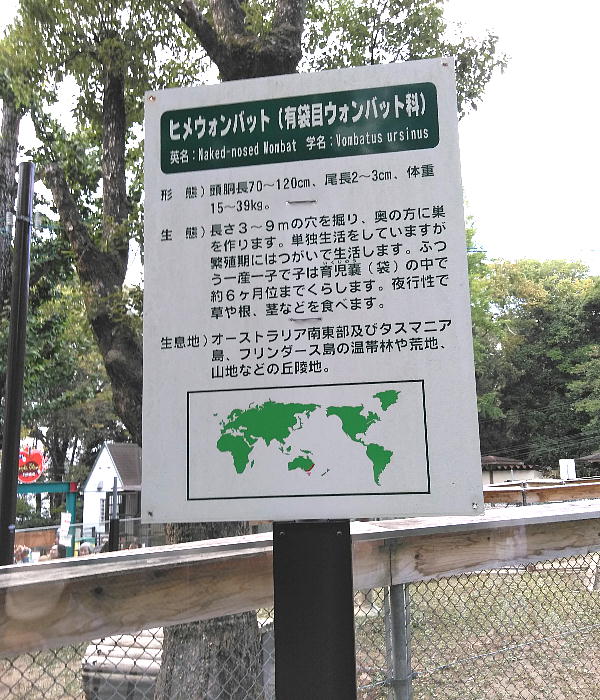 ヒメウォンバット（有袋目ウォンバット科）
英名：Naked-nosed Wombat 学名：Vombatus ursinus
形　態）頭胴長70～120cm、尾長2～3cm、体重
15～39kg。
生　態）長さ３～９ｍの穴を掘り、奥の方に巣
を作ります。単独生活をしていますが
繁殖期にはつがいで生活します。ふつ
う一産一子で子は育児嚢（袋）の中で
約６ヶ月位までくらします。夜行性で
草や根、茎などを食べます。
生息地）オーストラリア南東部及びタスマニア
島、フリンダース島の温帯林や荒地、
山地などの丘陵地。